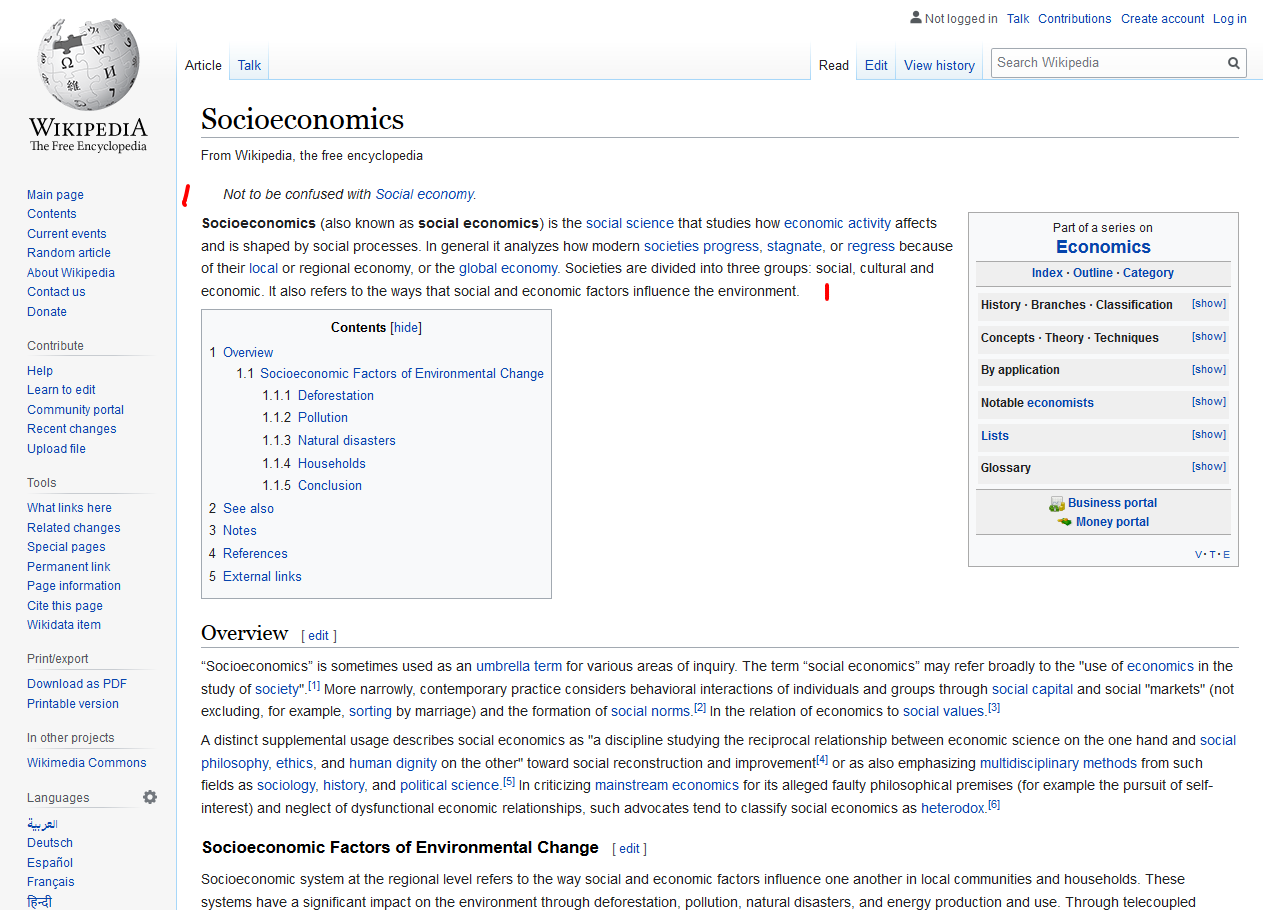 Not logged in Talk Contributions Create account Log in
Article Talk Read Edit View history Search Wikipedia
WIKIPEDIA
The Free Encyclopedia
Main page
Contents
Current events
Random article
About Wikipedia
Contact us
Donate
Contribute
Help
Learn to edit
Community portal
Recent changes
Upload file
Tools
What links here
Related changes
Special pages
Permanent link
Page information
Cite this page
Wikidata item
Print/export
Download as PDF
Printable version
In other projects
Wikimedia Commons
Languages
العربية
Deutsch
Español
Français
हिन्दी
Socioeconomics
From Wikipedia, the free encyclopedia
Not to be confused with Social economy.
Socioeconomics (also known as social economics) is the social science that studies how economic activity affects
and is shaped by social processes. In general it analyzes how modern societies progress, stagnate, or regress because
of their local or regional economy, or the global economy. Societies are divided into three groups: social, cultural and
economic. It also refers to the ways that social and economic factors influence the environment.
Part of a series on
Economics
Index · Outline · Category
History · Branches · Classification [show]
Concepts · Theory · Techniques [show]
By application [show]
Notable economists [show]
Lists [show]
Glossary [show]
Business portal
Money portal
V · T · E
Contents [hide]
1 Overview
1.1 Socioeconomic Factors of Environmental Change
1.1.1 Deforestation
1.1.2 Pollution
1.1.3 Natural disasters
1.1.4 Households
1.1.5 Conclusion
2 See also
3 Notes
4 References
5 External links
Overview [ edit ]
“Socioeconomics” is sometimes used as an umbrella term for various areas of inquiry. The term “social economics” may refer broadly to the "use of economics in the
study of society".[1] More narrowly, contemporary practice considers behavioral interactions of individuals and groups through social capital and social "markets" (not
excluding, for example, sorting by marriage) and the formation of social norms.[2] In the relation of economics to social values.[3]
A distinct supplemental usage describes social economics as "a discipline studying the reciprocal relationship between economic science on the one hand and social
philosophy, ethics, and human dignity on the other" toward social reconstruction and improvement[4] or as also emphasizing multidisciplinary methods from such
fields as sociology, history, and political science.[5] In criticizing mainstream economics for its alleged faulty philosophical premises (for example the pursuit of self-
interest) and neglect of dysfunctional economic relationships, such advocates tend to classify social economics as heterodox.[6]
Socioeconomic Factors of Environmental Change [ edit ]
Socioeconomic system at the regional level refers to the way social and economic factors influence one another in local communities and households. These
systems have a significant impact on the environment through deforestation, pollution, natural disasters, and energy production and use. Through telecoupled